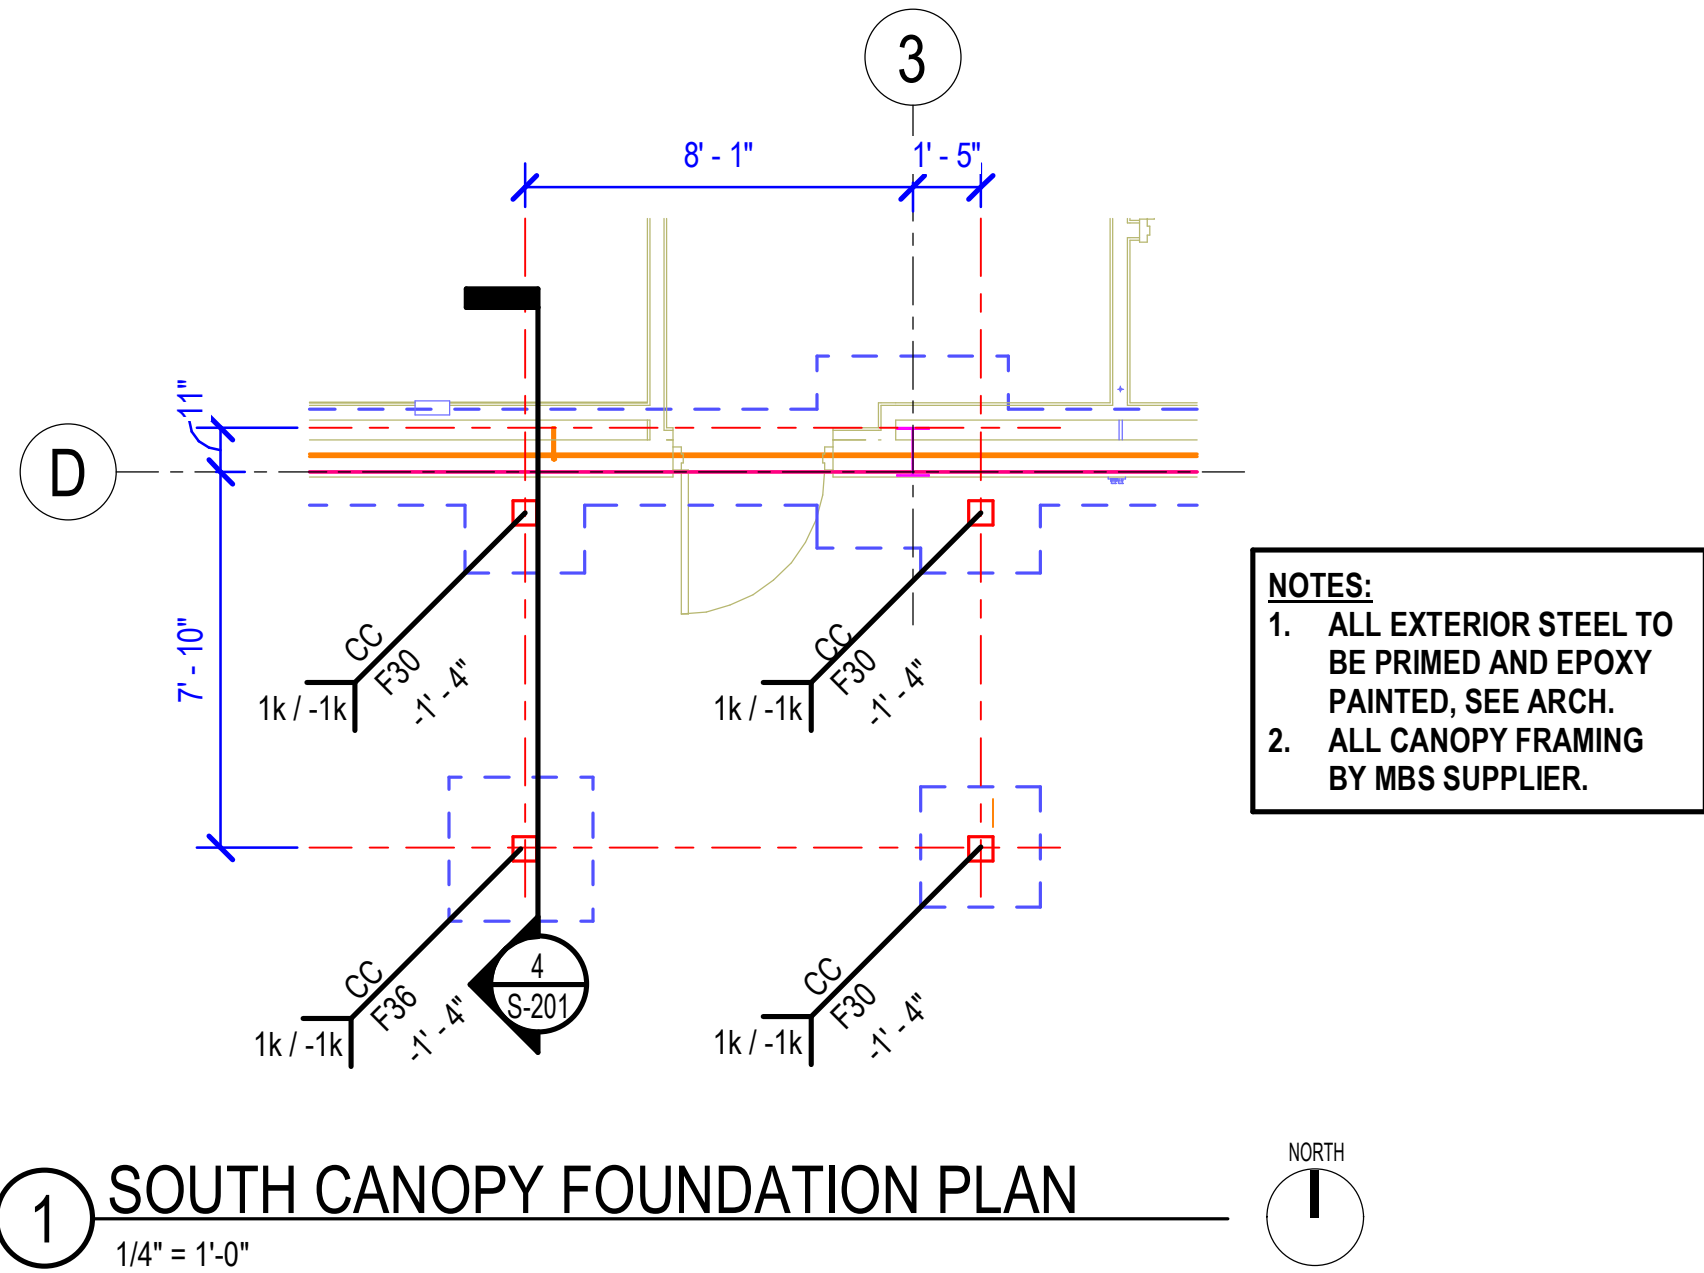 3
8' - 1"
1' - 5"
11"
D
7' - 10"
CC
F30
-1' - 4"
1k / -1k
CC
F30
-1' - 4"
1k / -1k
NOTES:
1. ALL EXTERIOR STEEL TO
BE PRIMED AND EPOXY
PAINTED, SEE ARCH.
2. ALL CANOPY FRAMING
BY MBS SUPPLIER.
CC
F36
-1' - 4"
1k / -1k
4
S-201
CC
F30
-1' - 4"
1k / -1k
NORTH
1
SOUTH CANOPY FOUNDATION PLAN
1/4" = 1'-0"